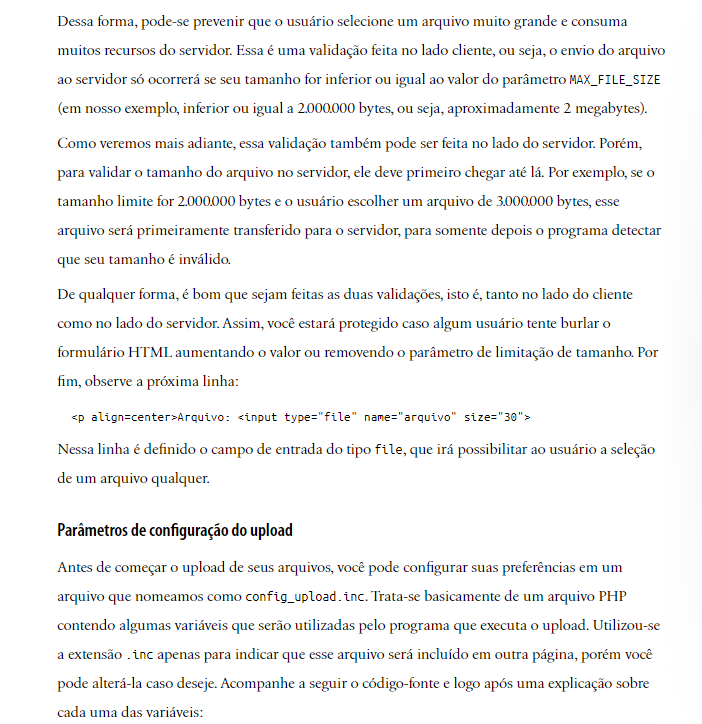 Dessa forma, pode-se prevenir que o usuário selecione um arquivo muito grande e consuma
muitos recursos do servidor. Essa é uma validação feita no lado cliente, ou seja, o envio do arquivo
ao servidor só ocorrerá se seu tamanho for inferior ou igual ao valor do parâmetro MAX_FILE_SIZE
(em nosso exemplo, inferior ou igual a 2.000.000 bytes, ou seja, aproximadamente 2 megabytes).
Como veremos mais adiante, essa validação também pode ser feita no lado do servidor. Porém,
para validar o tamanho do arquivo no servidor, ele deve primeiro chegar até lá. Por exemplo, se o
tamanho limite for 2.000.000 bytes e o usuário escolher um arquivo de 3.000.000 bytes, esse
arquivo será primeiramente transferido para o servidor, para somente depois o programa detectar
que seu tamanho é inválido.
De qualquer forma, é bom que sejam feitas as duas validações, isto é, tanto no lado do cliente
como no lado do servidor. Assim, você estará protegido caso algum usuário tente burlar o
formulário HTML aumentando o valor ou removendo o parâmetro de limitação de tamanho. Por
fim, observe a próxima linha:
<p align=center>Arquivo: <input type="file" name="arquivo" size="30">
Nessa linha é definido o campo de entrada do tipo file, que irá possibilitar ao usuário a seleção
de um arquivo qualquer.
Parâmetros de configuração do upload
Antes de começar o upload de seus arquivos, você pode configurar suas preferências em um
arquivo que nomeamos como config_upload.inc. Trata-se basicamente de um arquivo PHP
contendo algumas variáveis que serão utilizadas pelo programa que executa o upload. Utilizou-se
a extensão .inc apenas para indicar que esse arquivo será incluído em outra página, porém você
pode alterá-la caso deseje. Acompanhe a seguir o código-fonte e logo após uma explicação sobre
cada uma das variáveis: